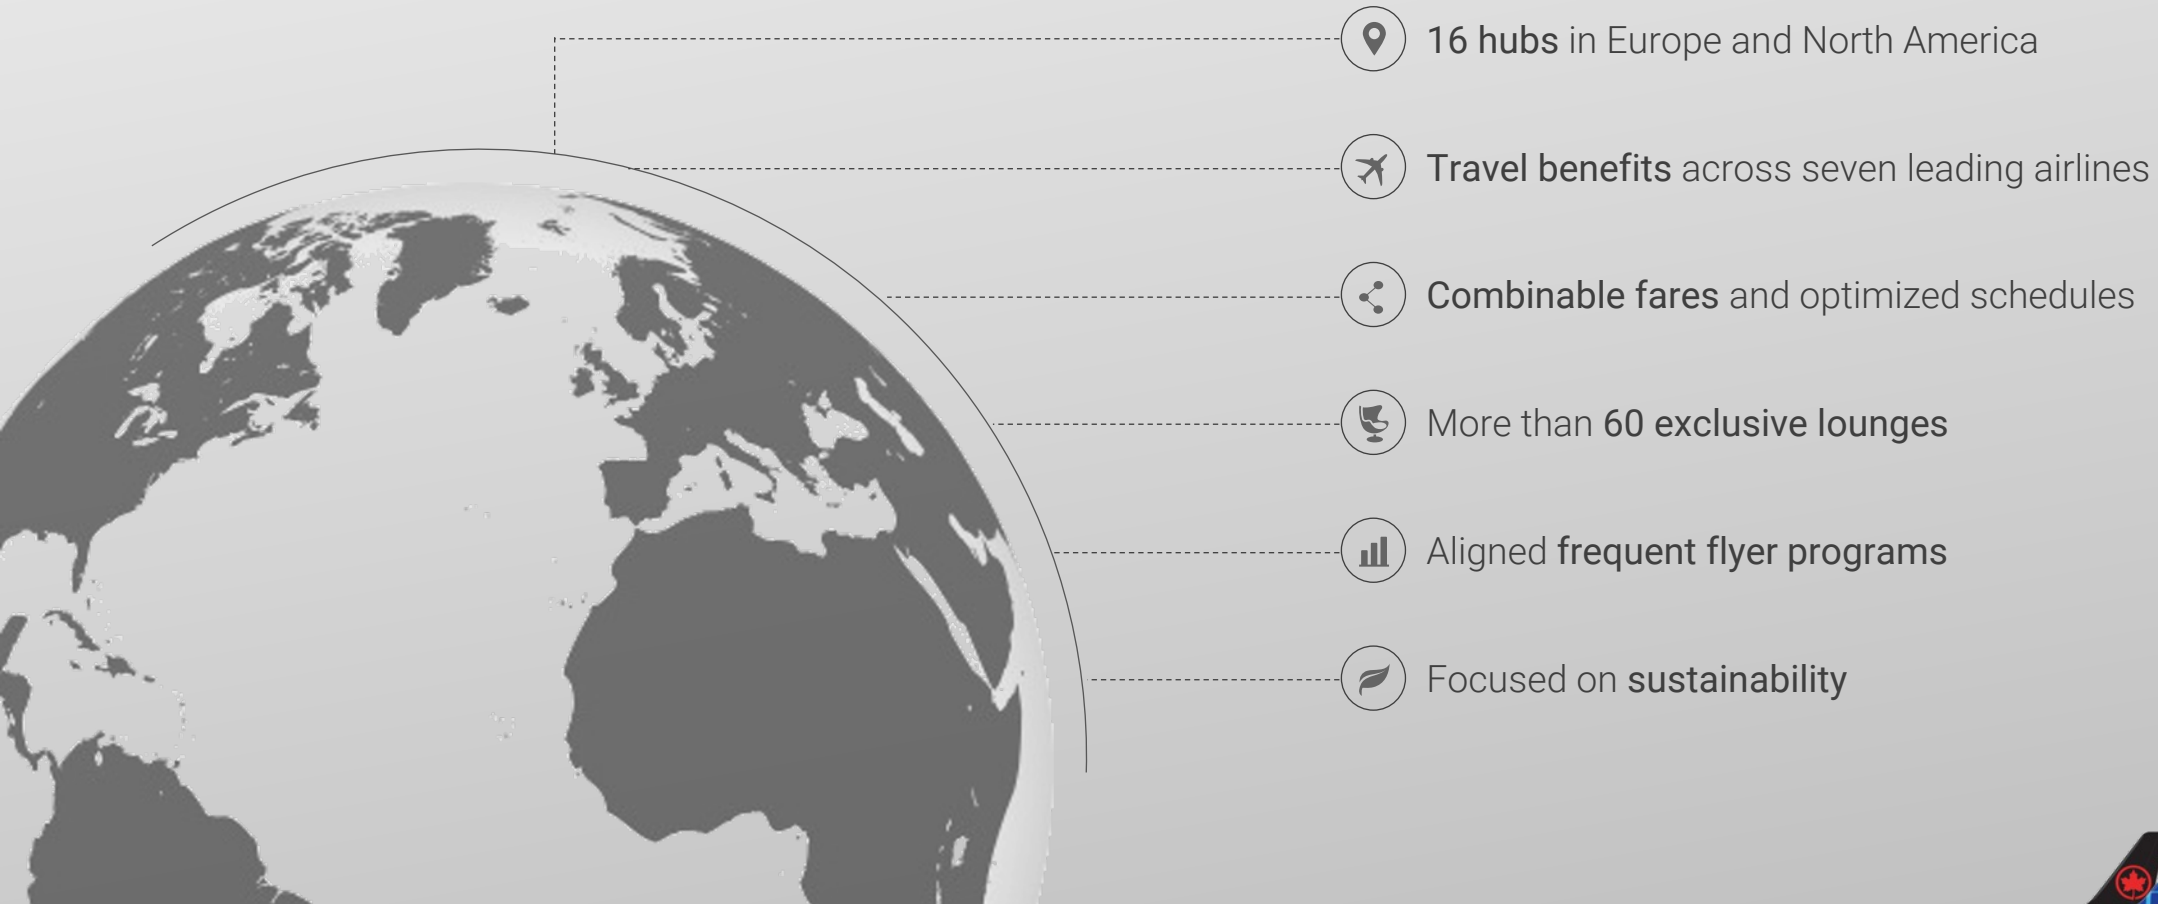 16 hubs in Europe and North America
Travel benefits across seven leading airlines
Combinable fares and optimized schedules
More than 60 exclusive lounges
Aligned frequent flyer programs
Focused on sustainability